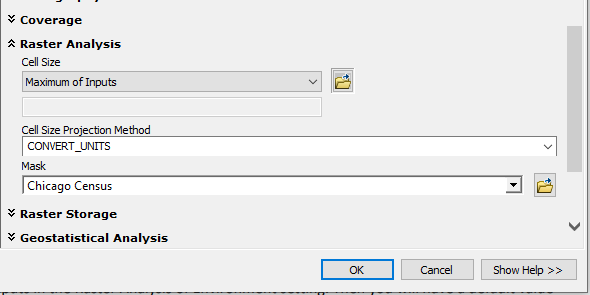 Coverage
Raster Analysis
Cell Size
Maximum of Inputs
Cell Size Projection Method
CONVERT_UNITS
Mask
Chicago Census
Raster Storage
Geostatistical Analysis
OK Cancel Show Help >>